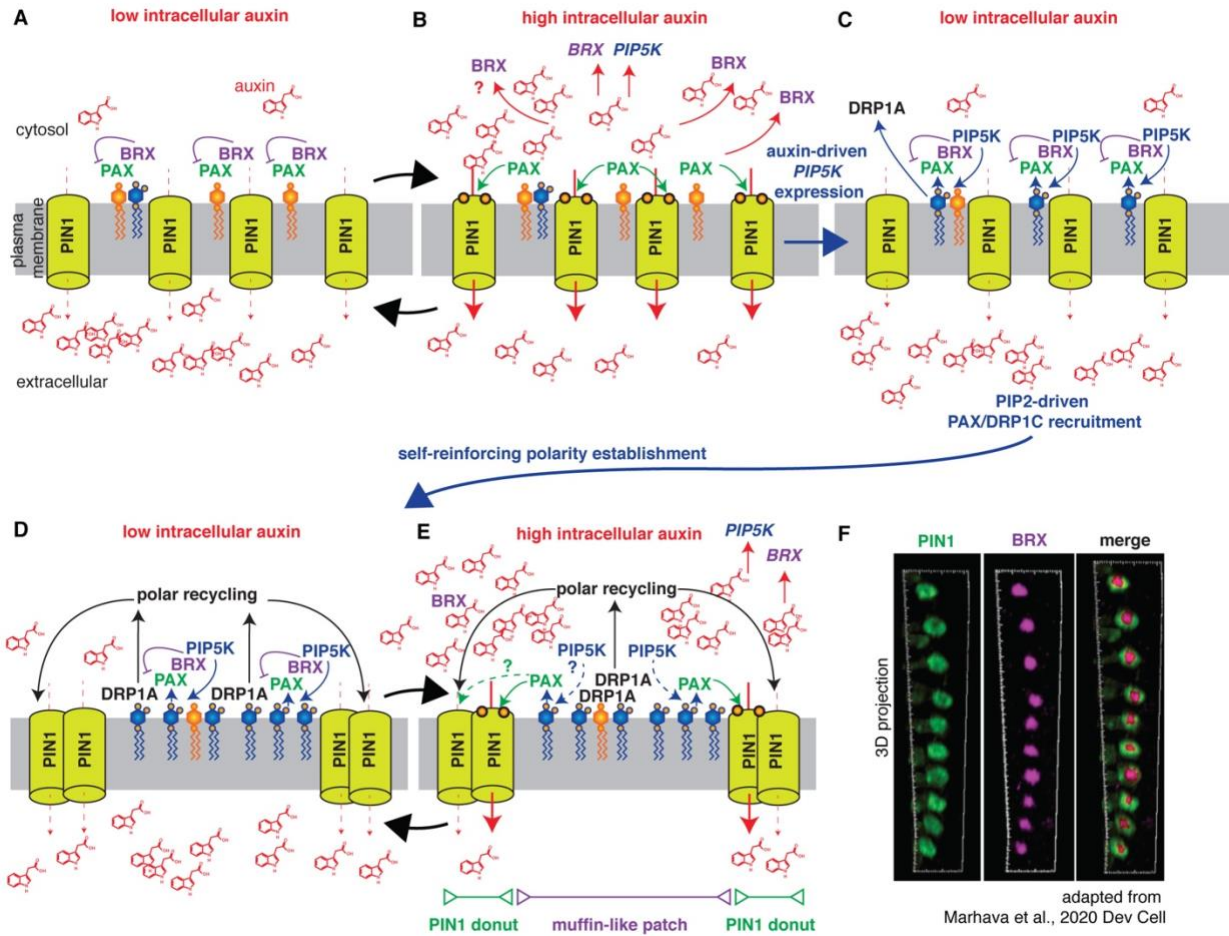 A
low intracellular auxin
auxin
cytosol
BRX
PAX
BRX
PAX
BRX
PAX
plasma
membrane
PIN1
PIN1
PIN1
PIN1
extracellular
B
high intracellular auxin
BRX
?
BRX
PIP5K
BRX
BRX
PAX
PAX
PAX
auxin-driven
PIP5K
expression
PIN1
PIN1
PIN1
PIN1
C
low intracellular auxin
DRP1A
PIP5K
BRX
PAX
PIP5K
BRX
PAX
PIP5K
BRX
PAX
PIN1
PIN1
PIN1
PIN1
PIP2-driven
PAX/DRP1C recruitment
self-reinforcing polarity establishment
D
low intracellular auxin
polar recycling
PIP5K
BRX
PAX
DRP1A
PIP5K
BRX
PAX
DRP1A
PIN1
PIN1
PIN1
PIN1
E
high intracellular auxin
PIP5K
BRX
BRX
polar recycling
?
PAX
PIP5K
?
DRP1A
DRP1A
PIP5K
PAX
PIN1
PIN1
PIN1
PIN1
PIN1 donut
muffin-like patch
PIN1 donut
F
PIN1
BRX
merge
3D projection
adapted from
Marhava et al., 2020 Dev Cell